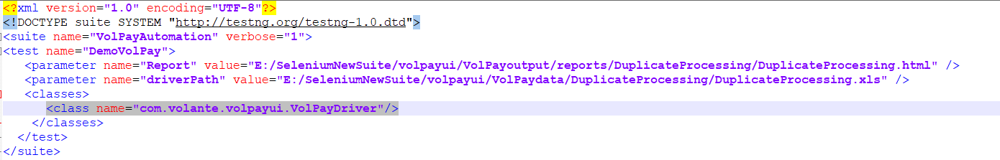 <?xml version="1.0" encoding="UTF-8"?>
<!DOCTYPE suite SYSTEM "http://testng.org/testng-1.0.dtd">
<suite name="VolPayAutomation" verbose="1">
<test name="DemoVolPay">
<parameter name="Report" value="E:/SeleniumNewSuite/volpayui/VolPayoutput/reports/DuplicateProcessing/DuplicateProcessing.html" />
<parameter name="driverPath" value="E:/SeleniumNewSuite/volpayui/VolPaydata/DuplicateProcessing/DuplicateProcessing.xls" />
<classes>
<class name="com.volante.volpayui.VolPayDriver"/>
</classes>
</test>
</suite>